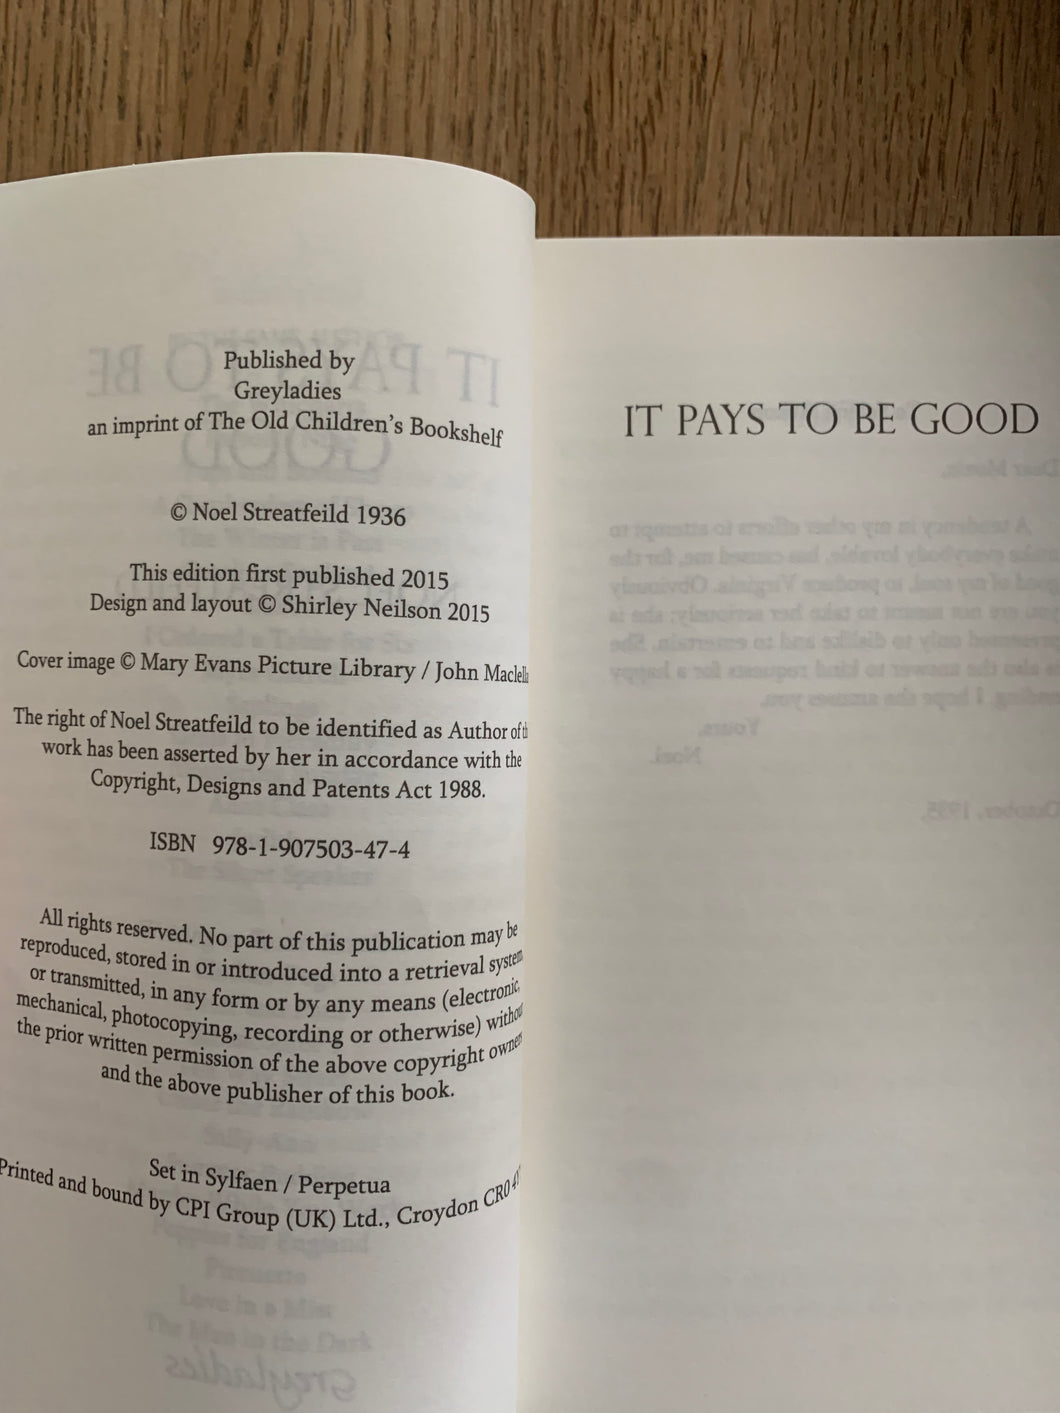 Published by
Greyladies
an imprint of The Old Children's Bookshelf
© Noel Streatfeild 1936
This edition first published 2015
Design and layout © Shirley Neilson 2015
Cover image © Mary Evans Picture Library / John
The right of Noel Streatfeild to be identified as Author of
work has been asserted by her in accordance with the
Copyright, Designs and Patents Act 1988.
ISBN 978-1-907503-47-4
All rights reserved. No part of this publication may be
reproduced, stored in or introduced into a retrieval
or transmitted, in any form or by any means (electronic,
mechanical, photocopying, recording or otherwise)
the prior written permission of the above copyright
and the above publisher of this book.
Set in Sylfaen / Perpetua
Printed and bound by CPI Group (UK) Ltd., Croydon CR0
IT PAYS TO BE GOOD